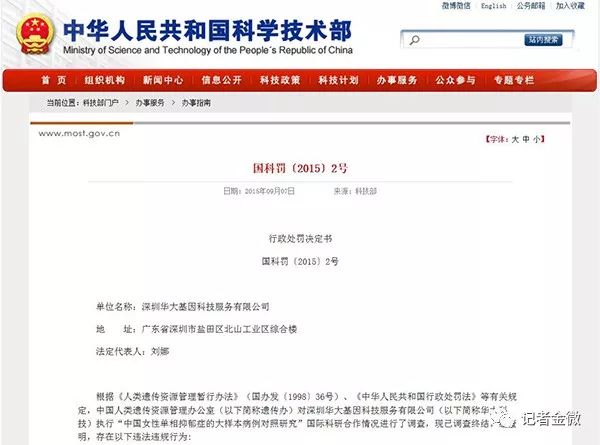 微博微信 | English | 公务邮箱 | 加入收藏
中华人民共和国科学技术部
Ministry of Science and Technology of the People's Republic of China
站内搜索
首 页 组织机构 新闻中心 信息公开 科技政策 科技计划 办事服务 公众参与 专题专栏
当前位置：科技部门户 > 办事服务 > 办事指南
www.most.gov.cn
【字体：大 中 小】
国科罚〔2015〕2号
日期：2015年09月07日 来源：科技部
行政处罚决定书
国科罚〔2015〕2号
单位名称：深圳华大基因科技服务有限公司
地 址：广东省深圳市盐田区北山工业区综合楼
法定代表人：刘娜
根据《人类遗传资源管理暂行办法》（国办发〔1998〕36号）、《中华人民共和国行政处罚法》等有关规
定，中国人类遗传资源管理办公室（以下简称遗传办）对深圳华大基因科技服务有限公司（以下简称华大科
技）执行“中国女性单相抑郁症的大样本病例对照研究”国际科研合作情况进行了调查，现已调查终结
明，存在以下违法违规行为：
记者金微